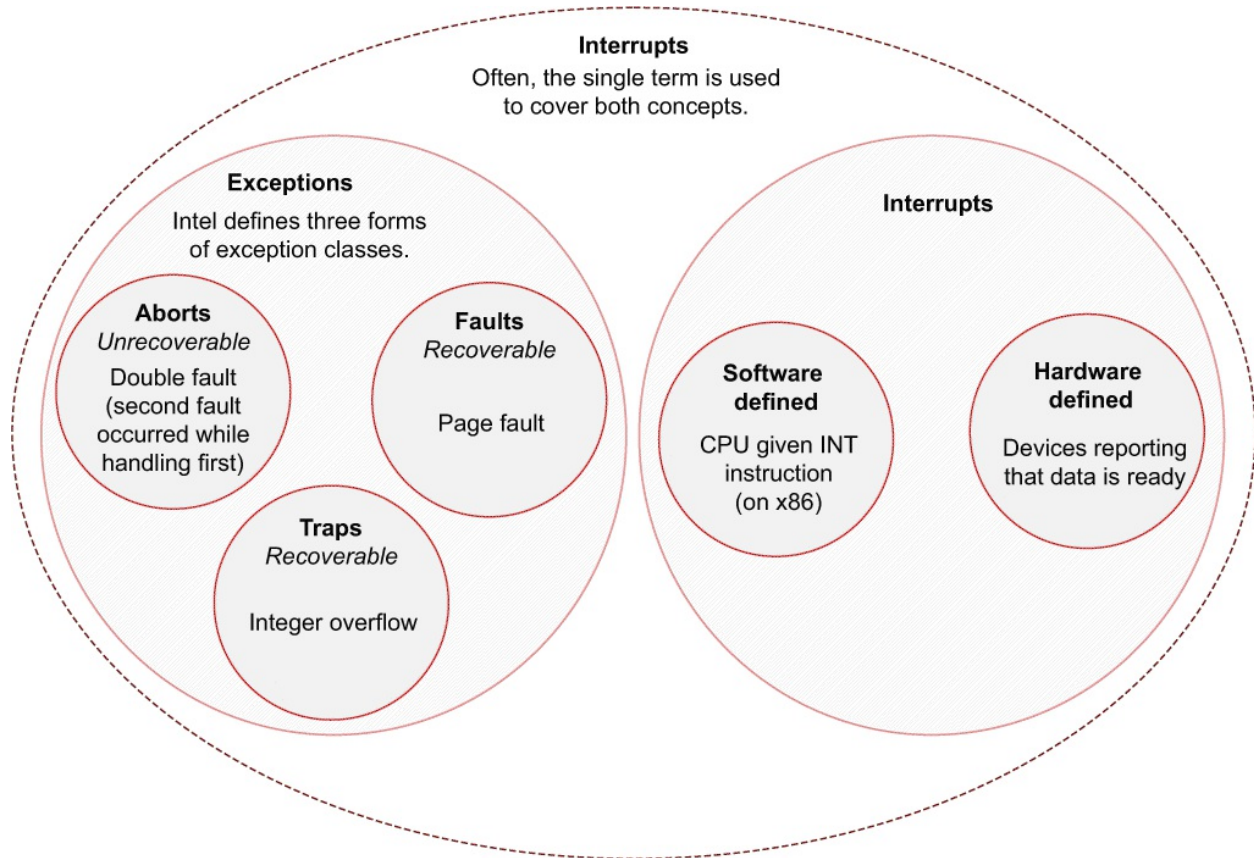 Interrupts
Often, the single term is used
to cover both concepts.
Exceptions
Intel defines three forms
of exception classes.
Aborts
Unrecoverable
Double fault
(second fault
occurred while
handling first)
Faults
Recoverable
Page fault
Traps
Recoverable
Integer overflow
Interrupts
Software
defined
CPU given INT
instruction
(on x86)
Hardware
defined
Devices reporting
that data is ready